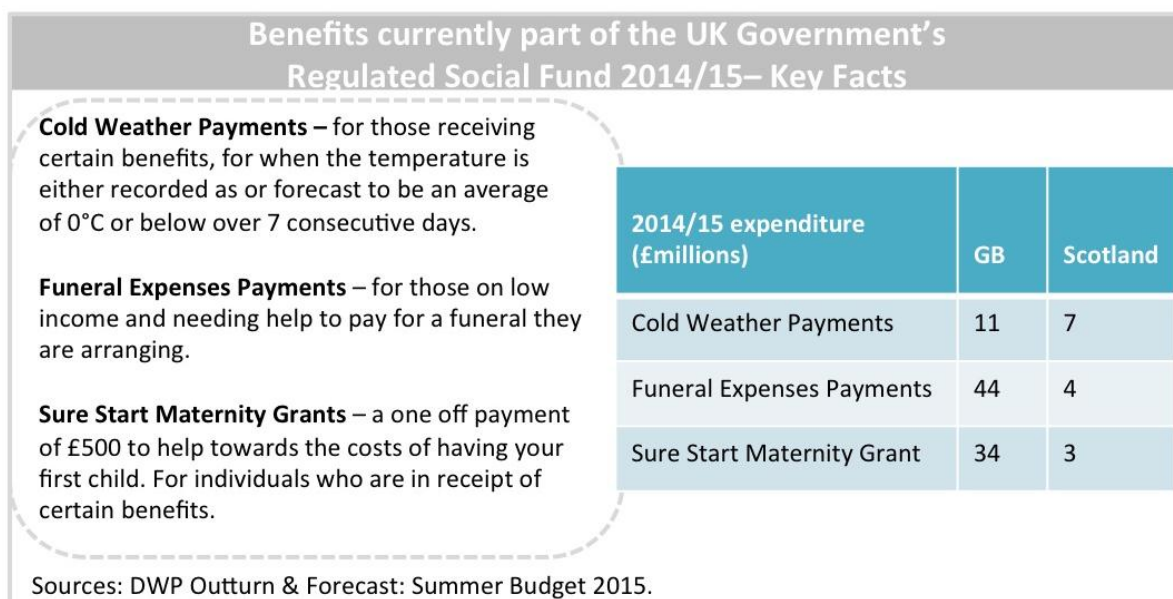 Benefits currently part of the UK Government's
Regulated Social Fund 2014/15– Key Facts
Cold Weather Payments – for those receiving
certain benefits, for when the temperature is
either recorded as or forecast to be an average
of 0°C or below over 7 consecutive days.
Funeral Expenses Payments – for those on low
income and needing help to pay for a funeral they
are arranging.
Sure Start Maternity Grants – a one off payment
of £500 to help towards the costs of having your
first child. For individuals who are in receipt of
certain benefits.
2014/15 expenditure
(£millions) GB Scotland
Cold Weather Payments 11 7
Funeral Expenses Payments 44 4
Sure Start Maternity Grant 34 3
Sources: DWP Outturn & Forecast: Summer Budget 2015.